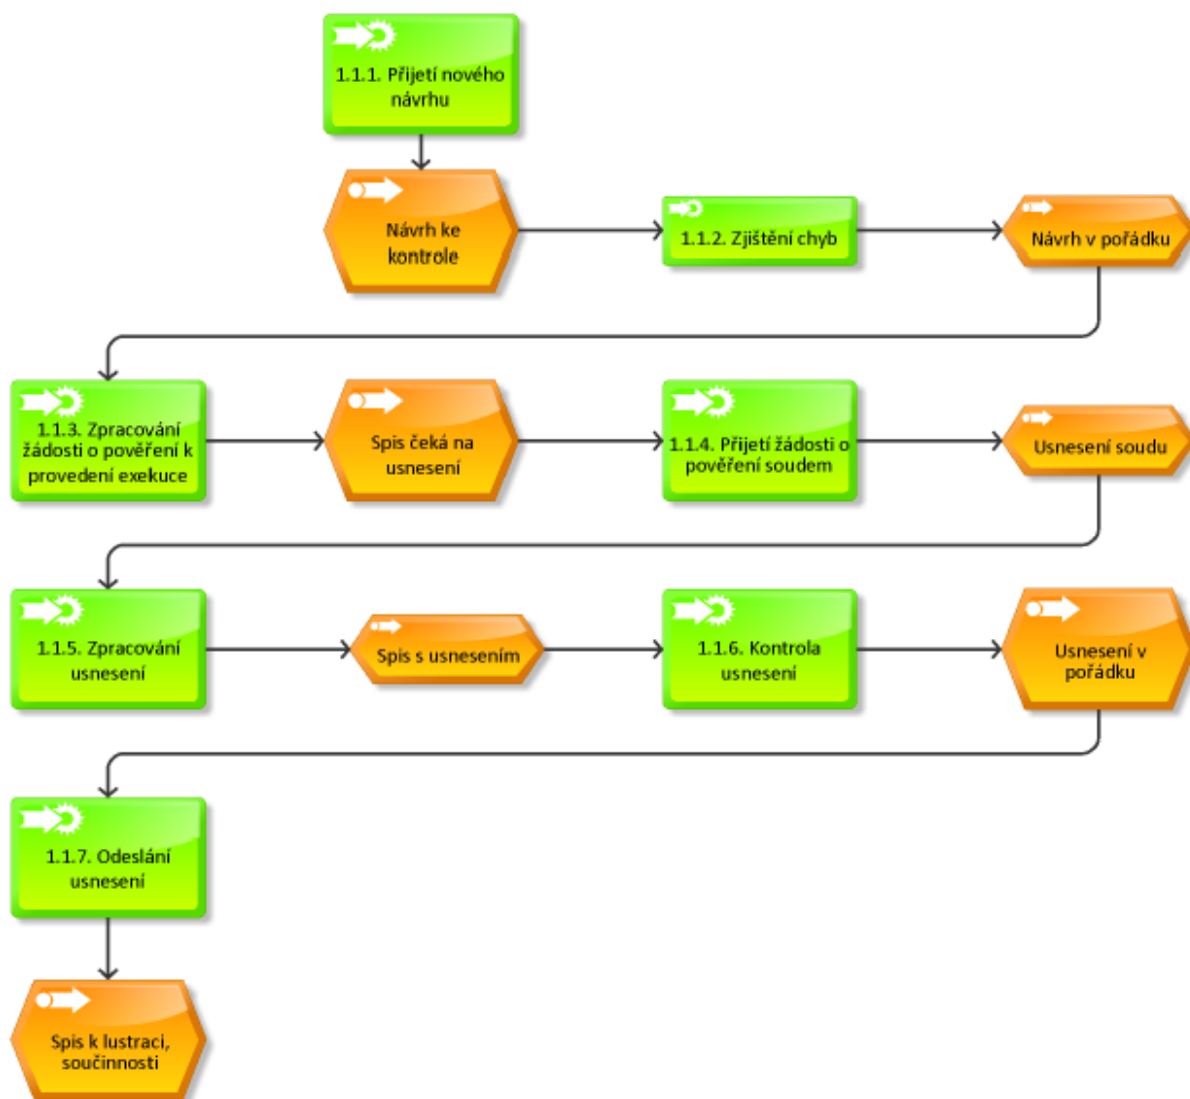 1.1.1. Přijetí nového
návrhu
Návrh ke
kontrole
1.1.2. Zjištění chyb
Návrh v pořádku
1.1.3. Zpracování
žádosti o pověření k
provedení exekuce
Spis čeká na
usnesení
1.1.4. Přijetí žádosti o
pověření soudem
Usnesení soudu
1.1.5. Zpracování
usnesení
Spis s usnesením
1.1.6. Kontrola
usnesení
Usnesení v
pořádku
1.1.7. Odeslání
usnesení
Spis k lustraci,
součinnosti